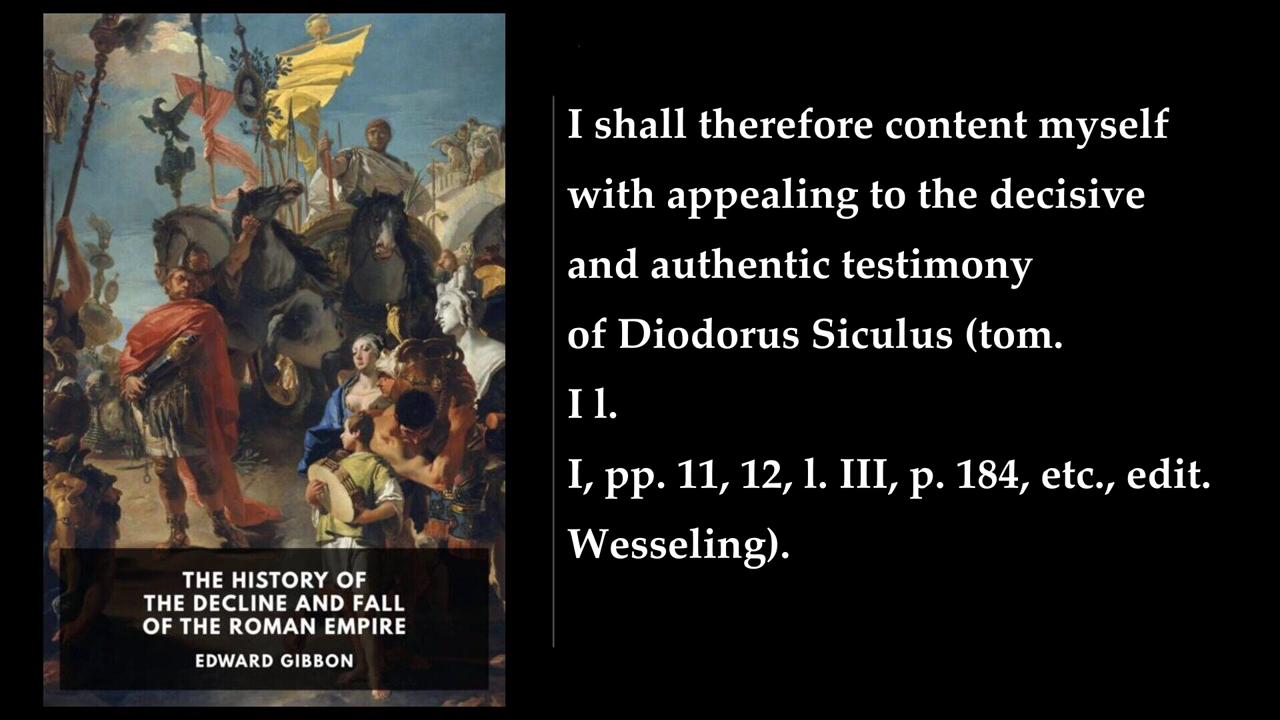 THE HISTORY OF
THE DECLINE AND FALL
OF THE ROMAN EMPIRE
EDWARD GIBBON
I shall therefore content myself
with appealing to the decisive
and authentic testimony
of Diodorus Siculus (tom.
I l.
I, pp. 11, 12, l. III, p. 184, etc., edit.
Wesseling).